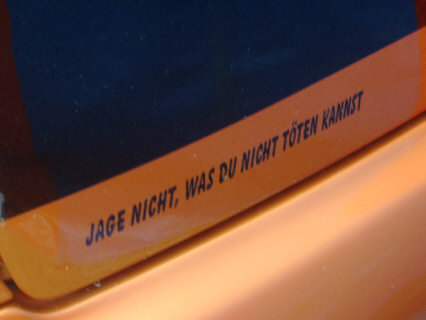 JAGE NICHT, WAS DU NICHT TÖTEN KANNST